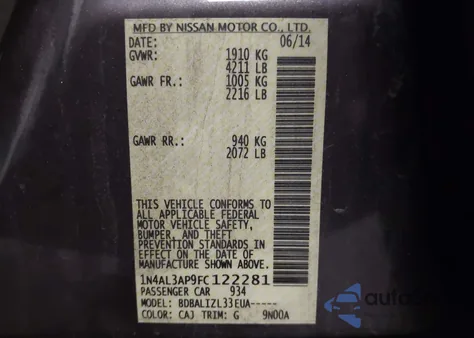 MFD BY NISSAN MOTOR CO., LTD.
DATE: 06/14
GVWR: 1910 KG
4211 LB
GAWR FR.: 1005 KG
2216 LB
GAWR RR.: 940 KG
2072 LB
THIS VEHICLE CONFORMS TO
ALL APPLICABLE FEDERAL
MOTOR VEHICLE SAFETY,
BUMPER, AND THEFT
PREVENTION STANDARDS IN
EFFECT ON THE DATE OF
MANUFACTURE SHOWN ABOVE.
1N4AL3AP9FC122281
PASSENGER CAR 934
MODEL: BDBALIZL33EUA-----
COLOR: CAJ TRIM: G 9N00A